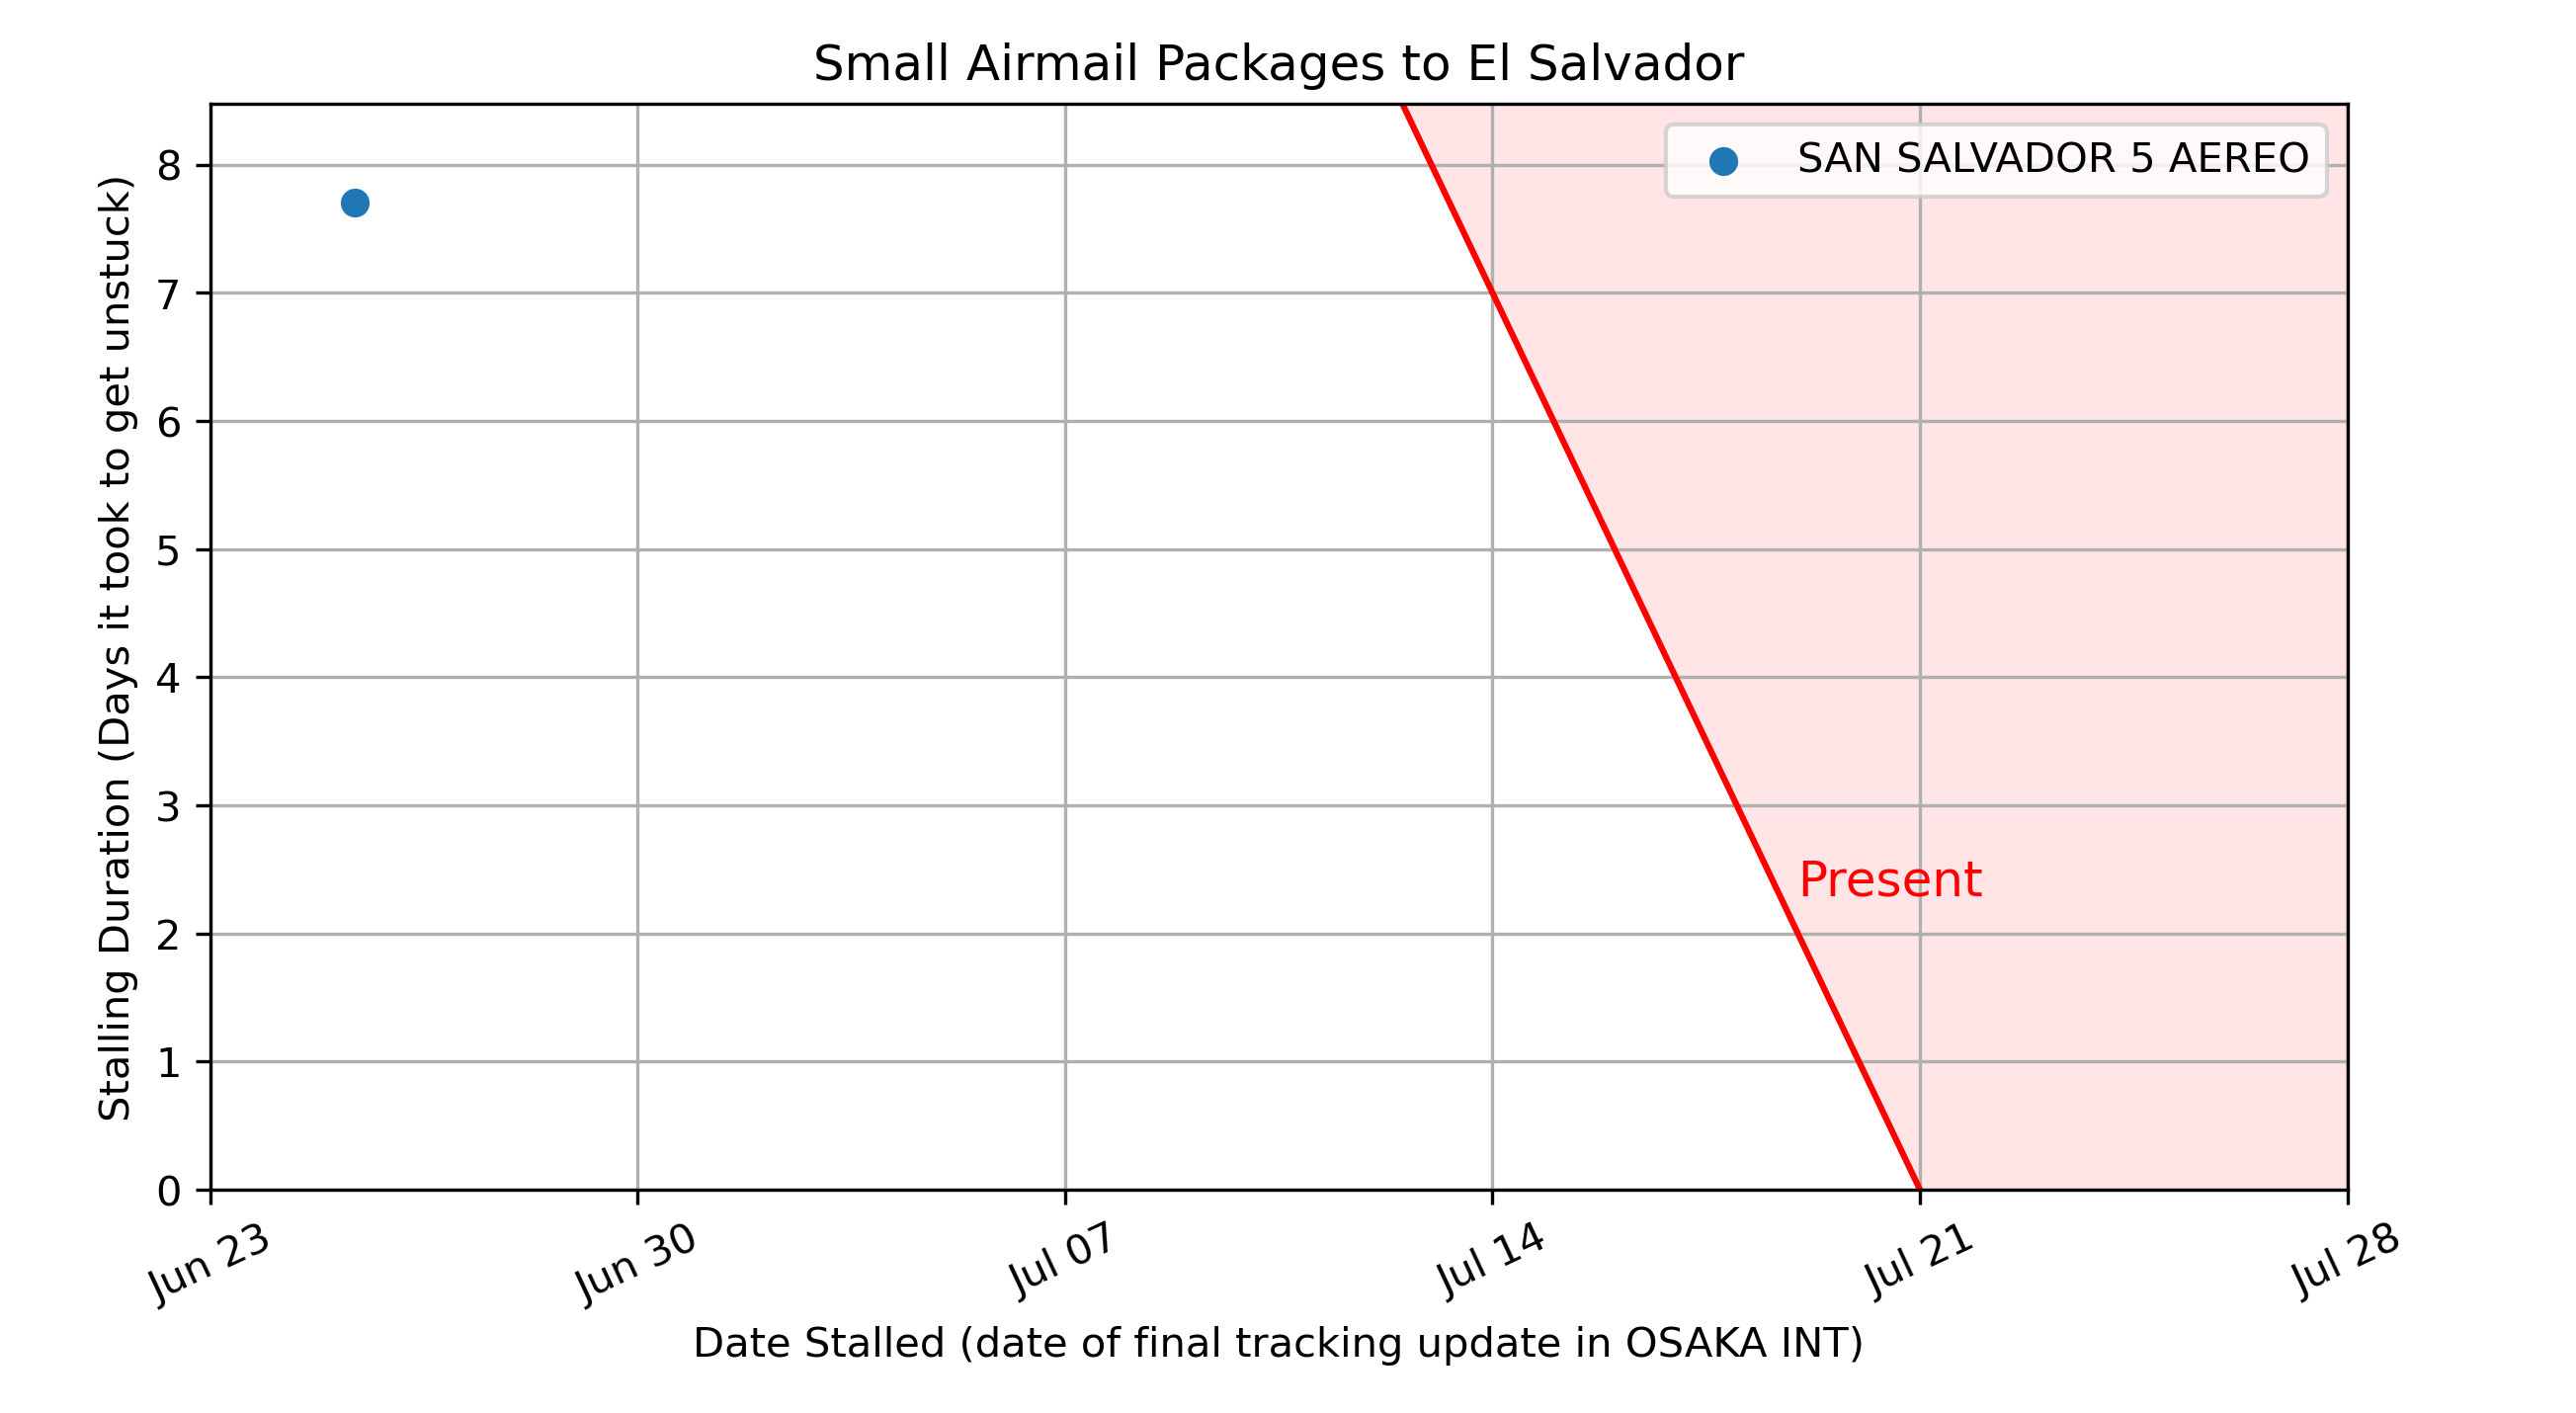 Small Airmail Packages to El Salvador
SAN SALVADOR 5 AEREO
Stalling Duration (Days it took to get unstuck)
8
7
6
5
4
3
2
1
0
Present
Jun 23
Jun 30
Jul 07
Jul 14
Jul 21
Jul 28
Date Stalled (date of final tracking update in OSAKA INT)